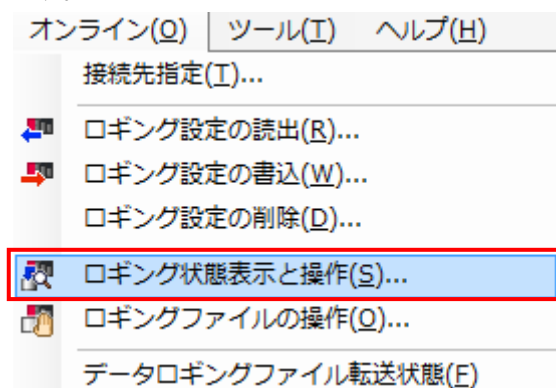 オンライン(O) ツール(T) ヘルプ(H)
接続先指定(T)...
ロギング設定の読出(R)...
ロギング設定の書込(W)...
ロギング設定の削除(D)...
ロギング状態表示と操作(S)...
ロギングファイルの操作(O)...
データロギングファイル転送状態(F)